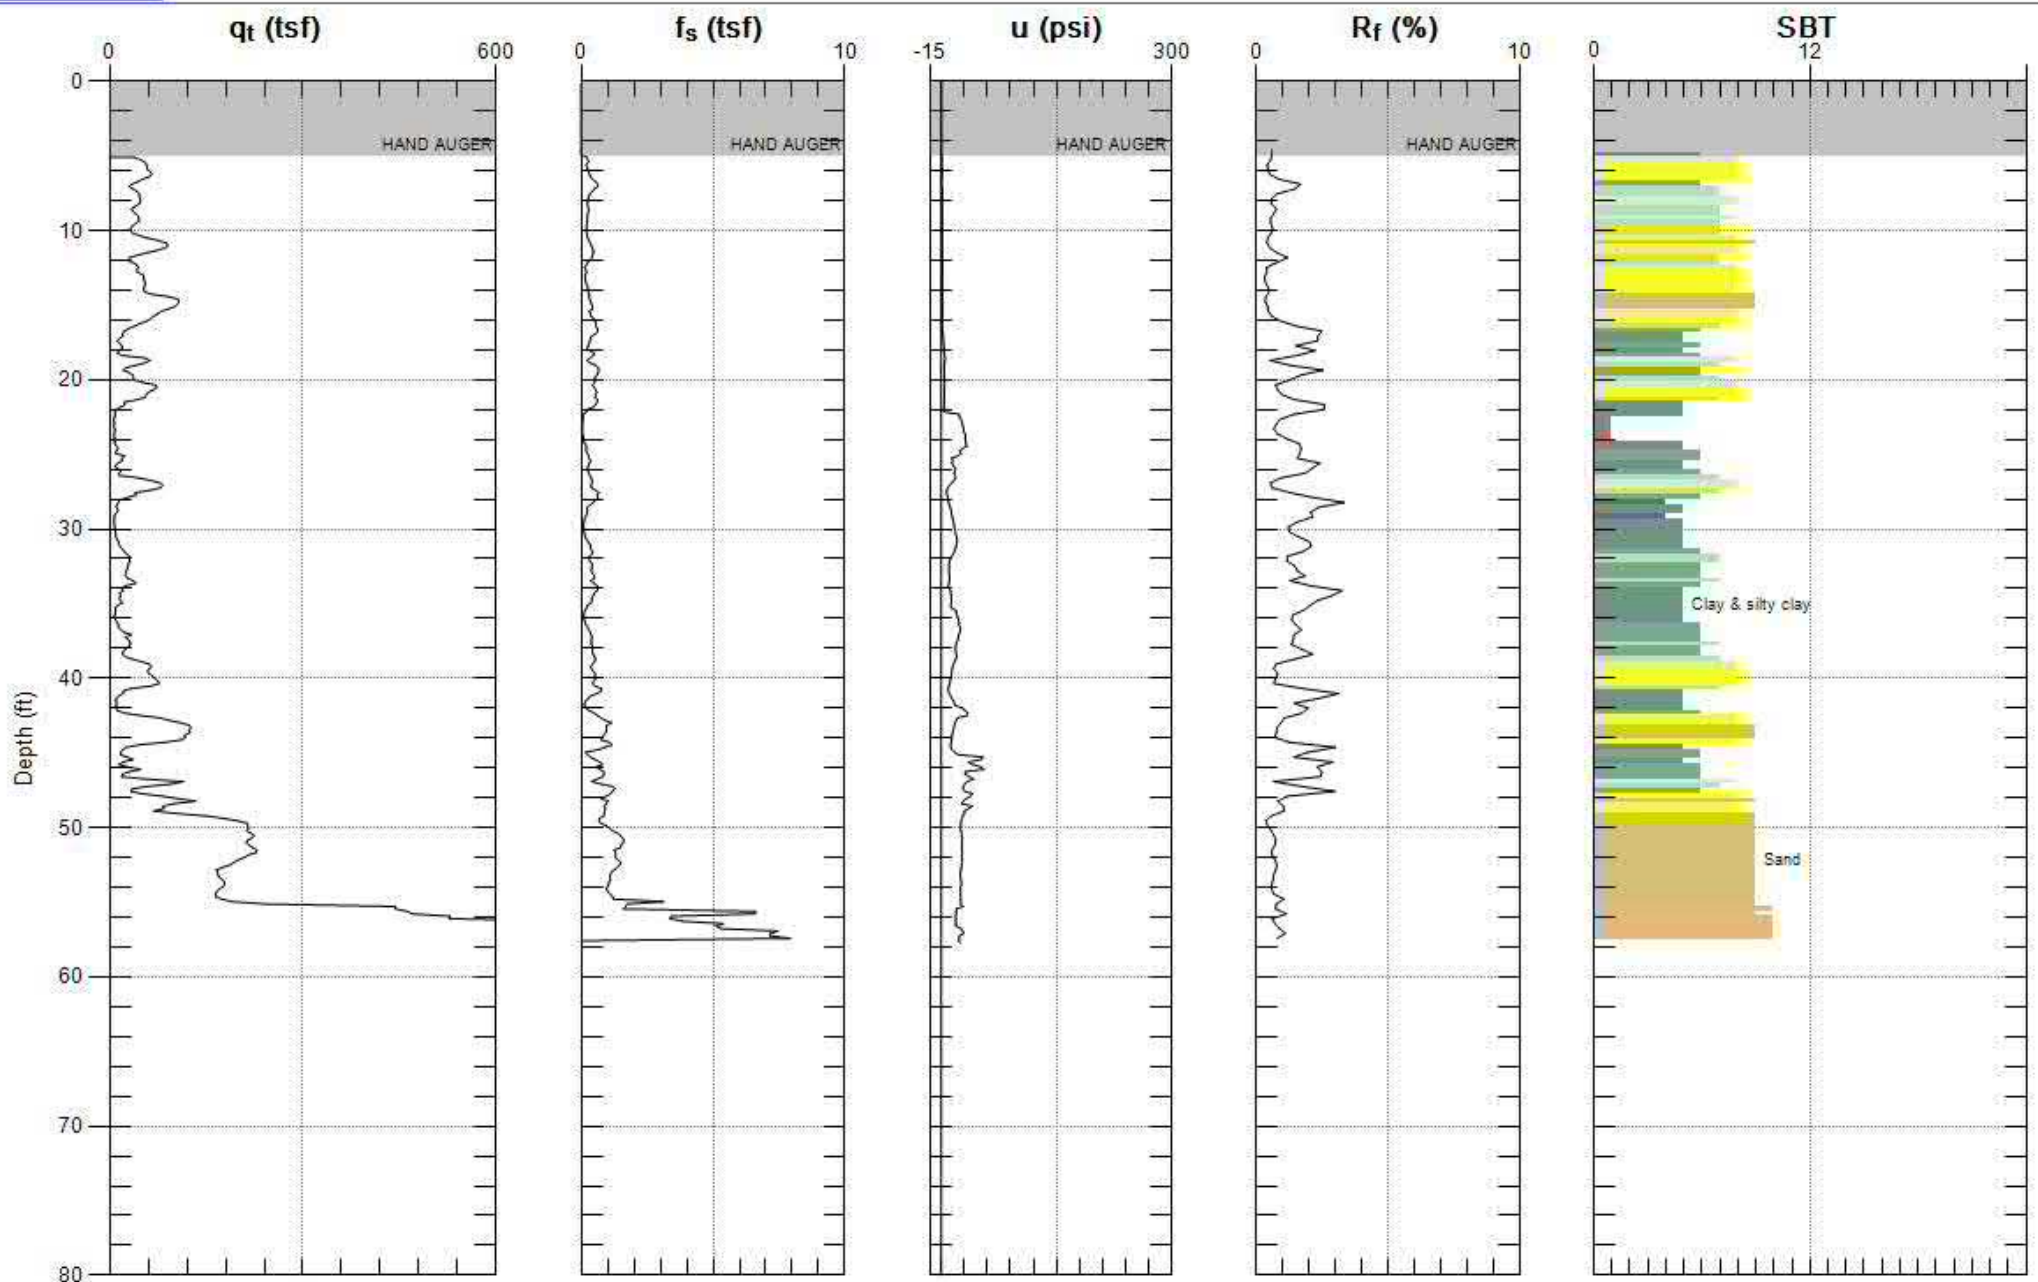 qt (tsf) fs (tsf) u (psi) Rf (%) SBT
0 600 0 10 -15 300 0 10 0 12
0
HAND AUGER HAND AUGER HAND AUGER HAND AUGER
10
20
30
Clay & silty clay
40
Depth (ft)
50
Sand
60
70
80